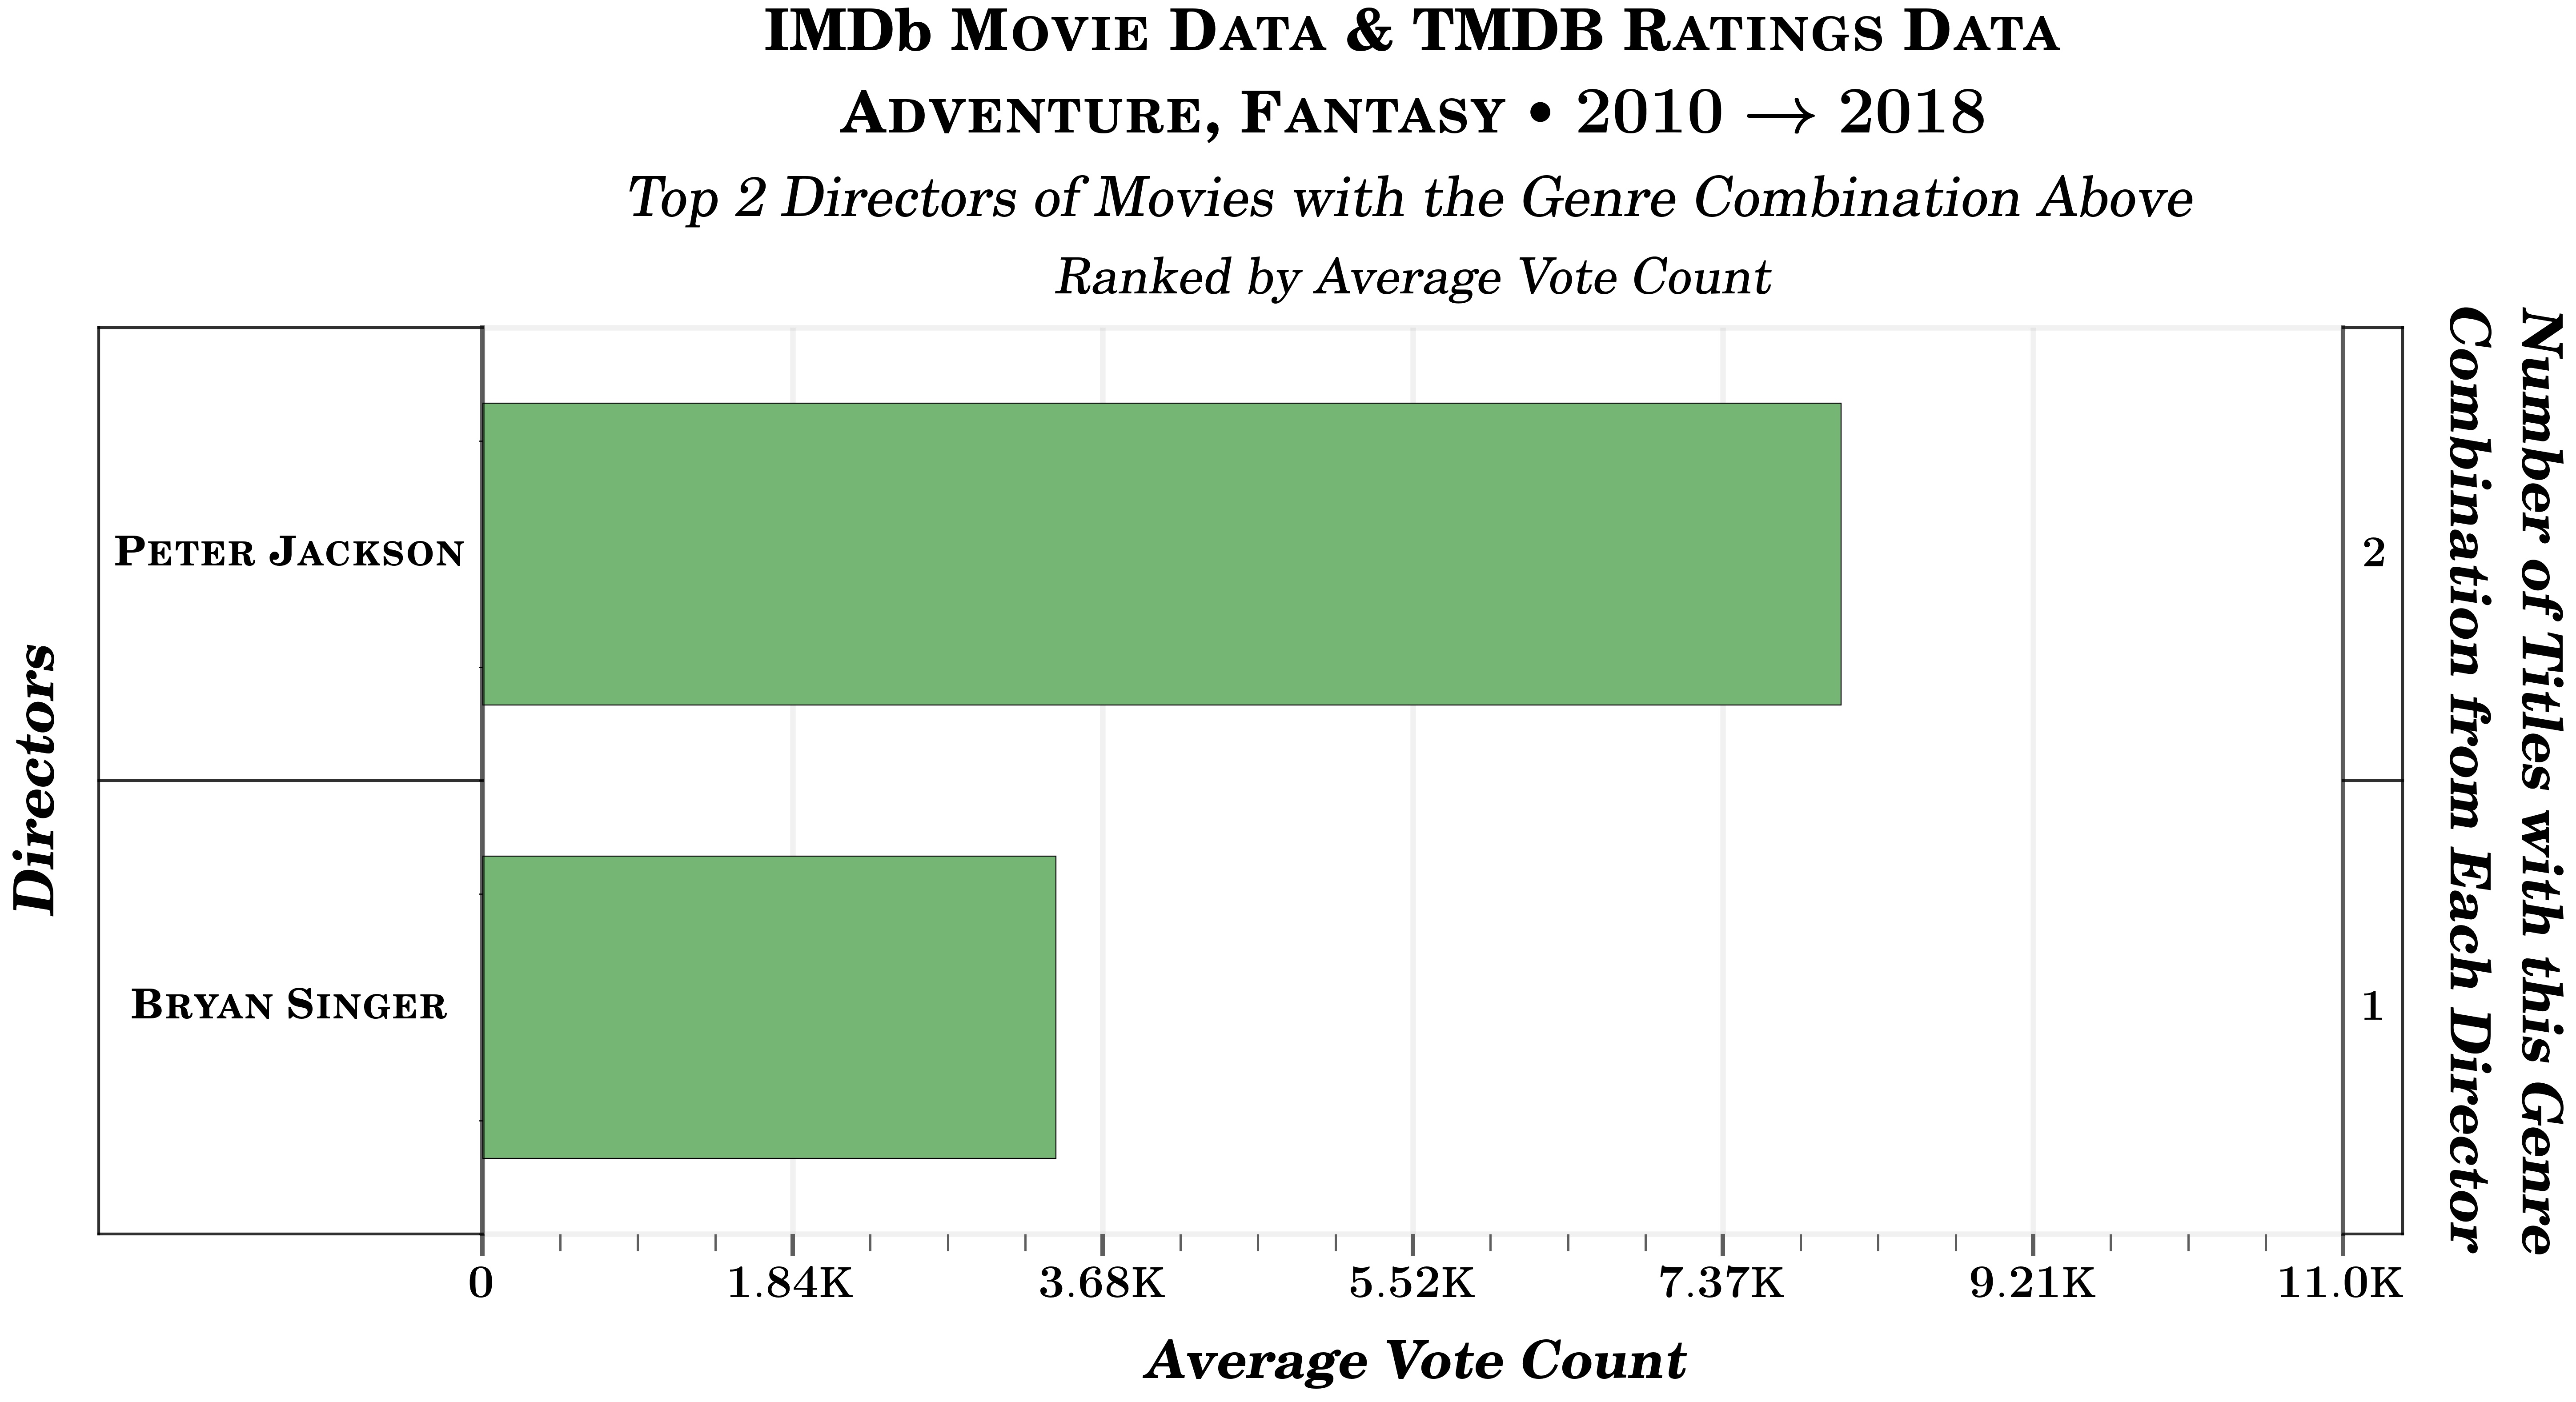 IMDb Movie Data & TMDB Ratings Data
Adventure, Fantasy • 2010 → 2018
Top 2 Directors of Movies with the Genre Combination Above
Ranked by Average Vote Count
Directors
Peter Jackson
2
Bryan Singer
1
Number of Titles with this Genre
Combination from Each Director
0 1.84K 3.68K 5.52K 7.37K 9.21K 11.0K
Average Vote Count